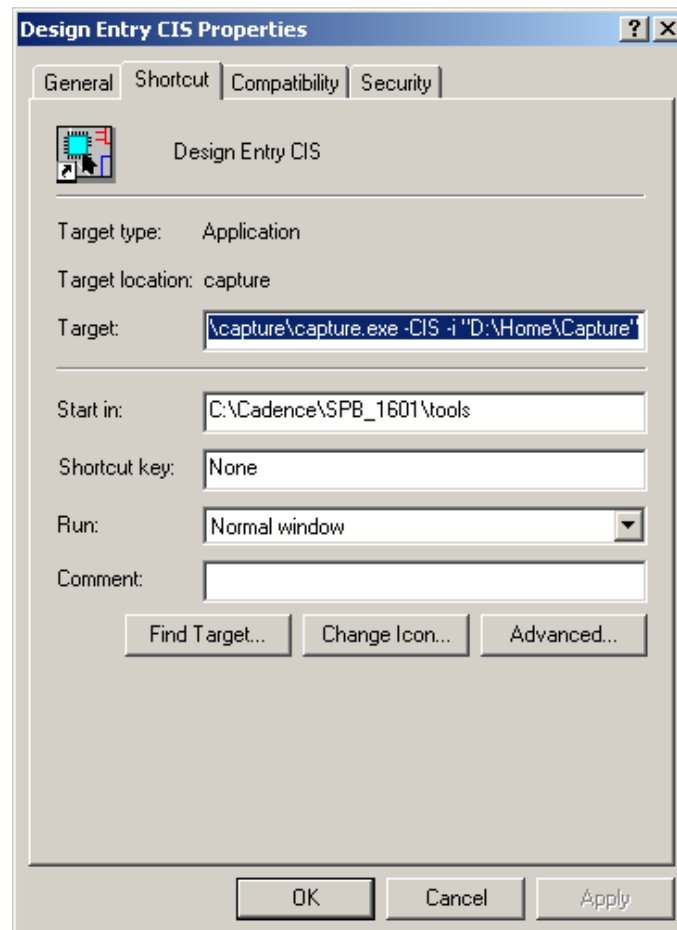 Design Entry CIS Properties
General Shortcut Compatibility Security
Design Entry CIS
Target type: Application
Target location: capture
Target: \capture\capture.exe -CIS -i "D:\Home\Capture"
Start in: C:\Cadence\SPB_1601\tools
Shortcut key: None
Run: Normal window
Comment:
Find Target... Change Icon... Advanced...
OK Cancel Apply